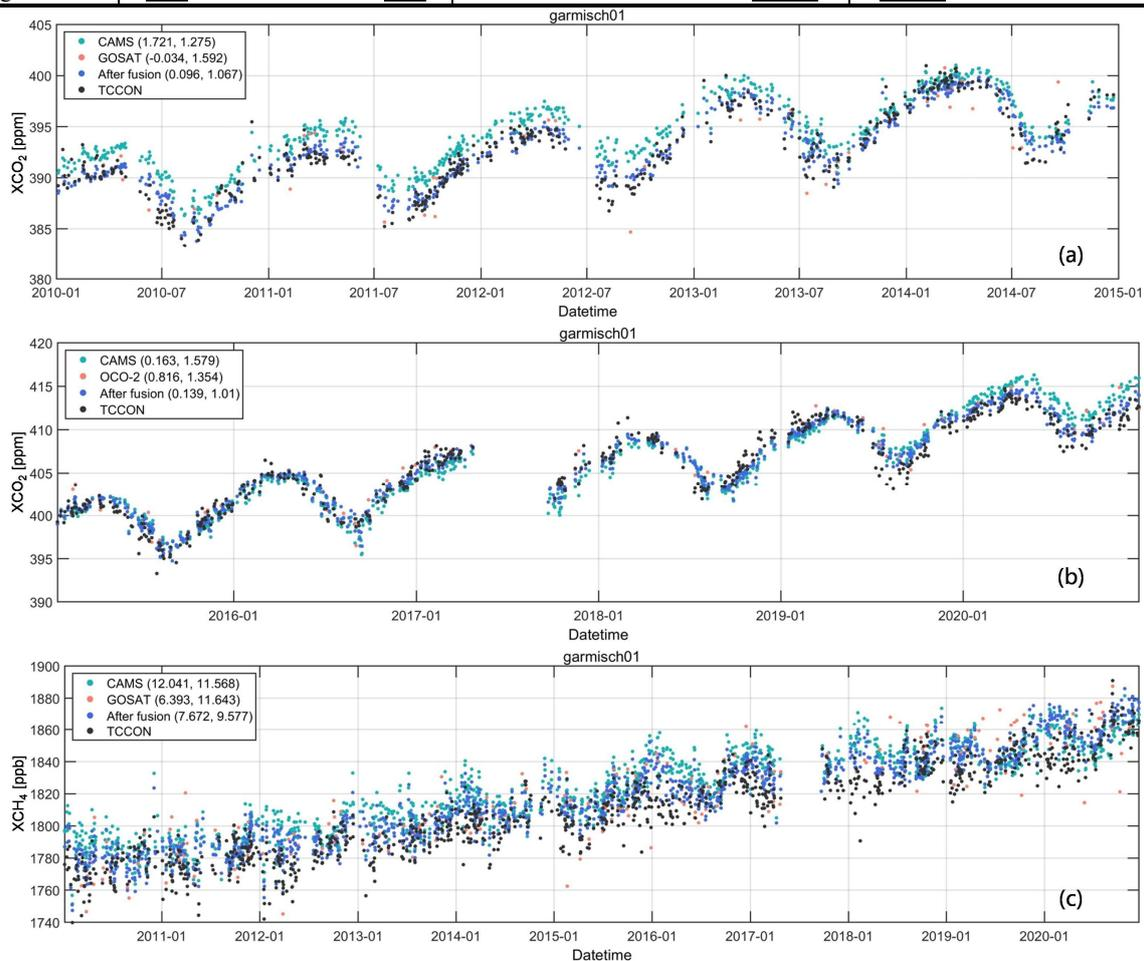 garmisch01
CAMS (1.721, 1.275)
GOSAT (-0.034, 1.592)
After fusion (0.096, 1.067)
TCCON
XCO2 [ppm]
405
400
395
390
385
380
(a)
2010-01 2010-07 2011-01 2011-07 2012-01 2012-07 2013-01 2013-07 2014-01 2014-07 2015-01
Datetime
garmisch01
CAMS (0.163, 1.579)
OCO-2 (0.816, 1.354)
After fusion (0.139, 1.01)
TCCON
XCO2 [ppm]
420
415
410
405
400
395
390
(b)
2016-01 2017-01 2018-01 2019-01 2020-01
Datetime
garmisch01
CAMS (12.041, 11.568)
GOSAT (6.393, 11.643)
After fusion (7.672, 9.577)
TCCON
XCH4 [ppb]
1900
1880
1860
1840
1820
1800
1780
1760
1740
(c)
2011-01 2012-01 2013-01 2014-01 2015-01 2016-01 2017-01 2018-01 2019-01 2020-01
Datetime